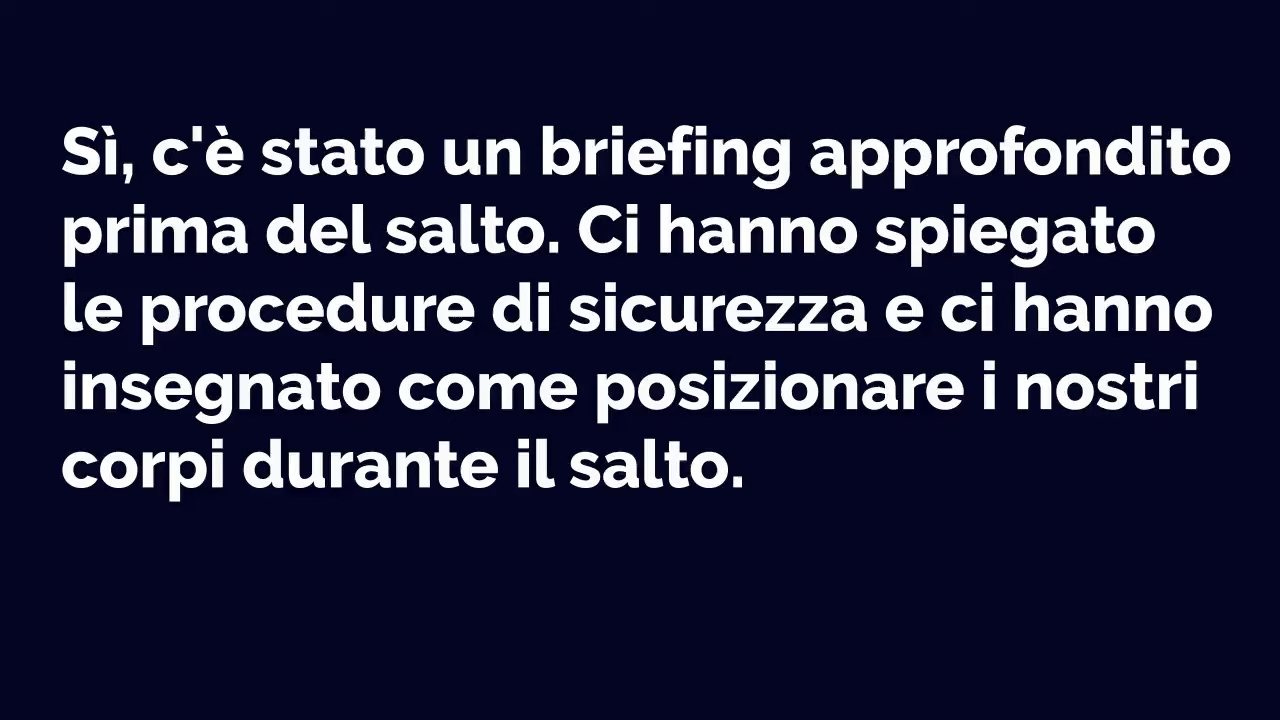 Sì, c'è stato un briefing approfondito
prima del salto. Ci hanno spiegato
le procedure di sicurezza e ci hanno
insegnato come posizionare i nostri
corpi durante il salto.